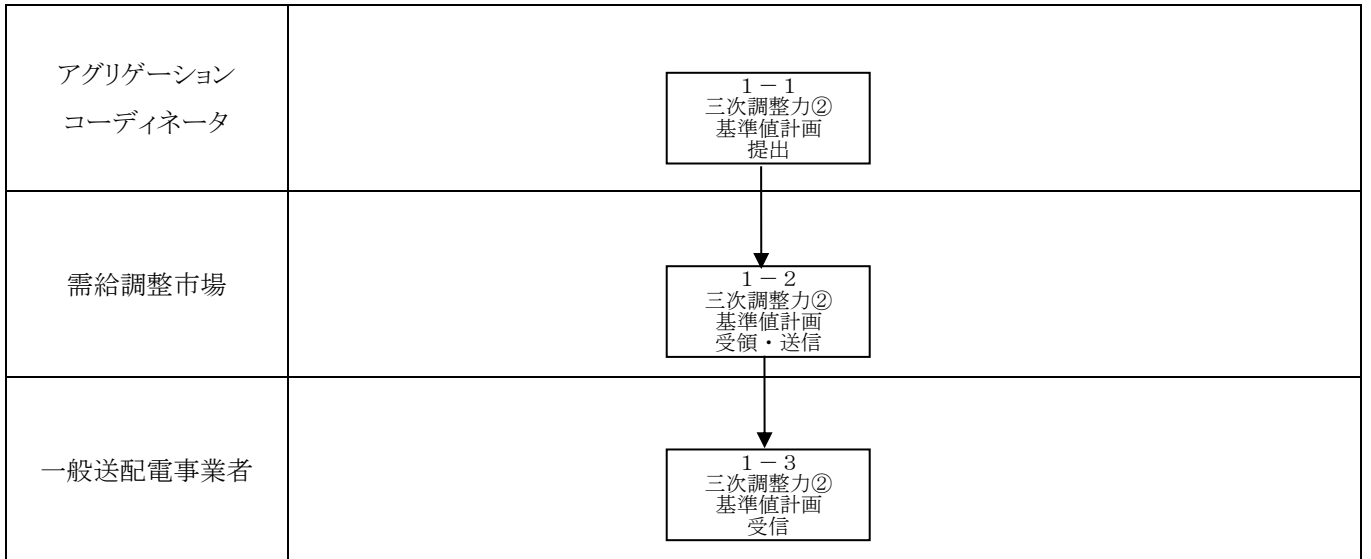 アグリゲーション
コーディネータ
１－１
三次調整力②
基準値計画
提出
需給調整市場
１－２
三次調整力②
基準値計画
受領・送信
一般送配電事業者
１－３
三次調整力②
基準値計画
受信